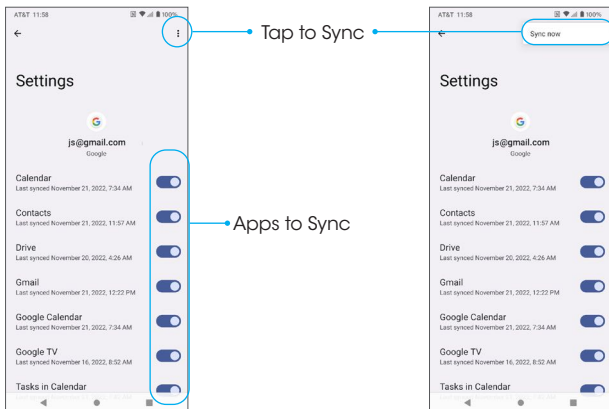 AT&T 11:58
100%
Settings
G
js@gmail.com
Google
Calendar
Last synced November 21, 2022, 7:34 AM
Contacts
Last synced November 21, 2022, 11:57 AM
Drive
Last synced November 20, 2022, 4:26 AM
Gmail
Last synced November 21, 2022, 12:22 PM
Google Calendar
Last synced November 21, 2022, 7:34 AM
Google TV
Last synced November 16, 2022, 8:52 AM
Tasks in Calendar
Tap to Sync
Apps to Sync
AT&T 11:58
100%
Sync now
Settings
G
js@gmail.com
Google
Calendar
Last synced November 21, 2022, 7:34 AM
Contacts
Last synced November 21, 2022, 11:57 AM
Drive
Last synced November 20, 2022, 4:26 AM
Gmail
Last synced November 21, 2022, 12:22 PM
Google Calendar
Last synced November 21, 2022, 7:34 AM
Google TV
Last synced November 16, 2022, 8:52 AM
Tasks in Calendar